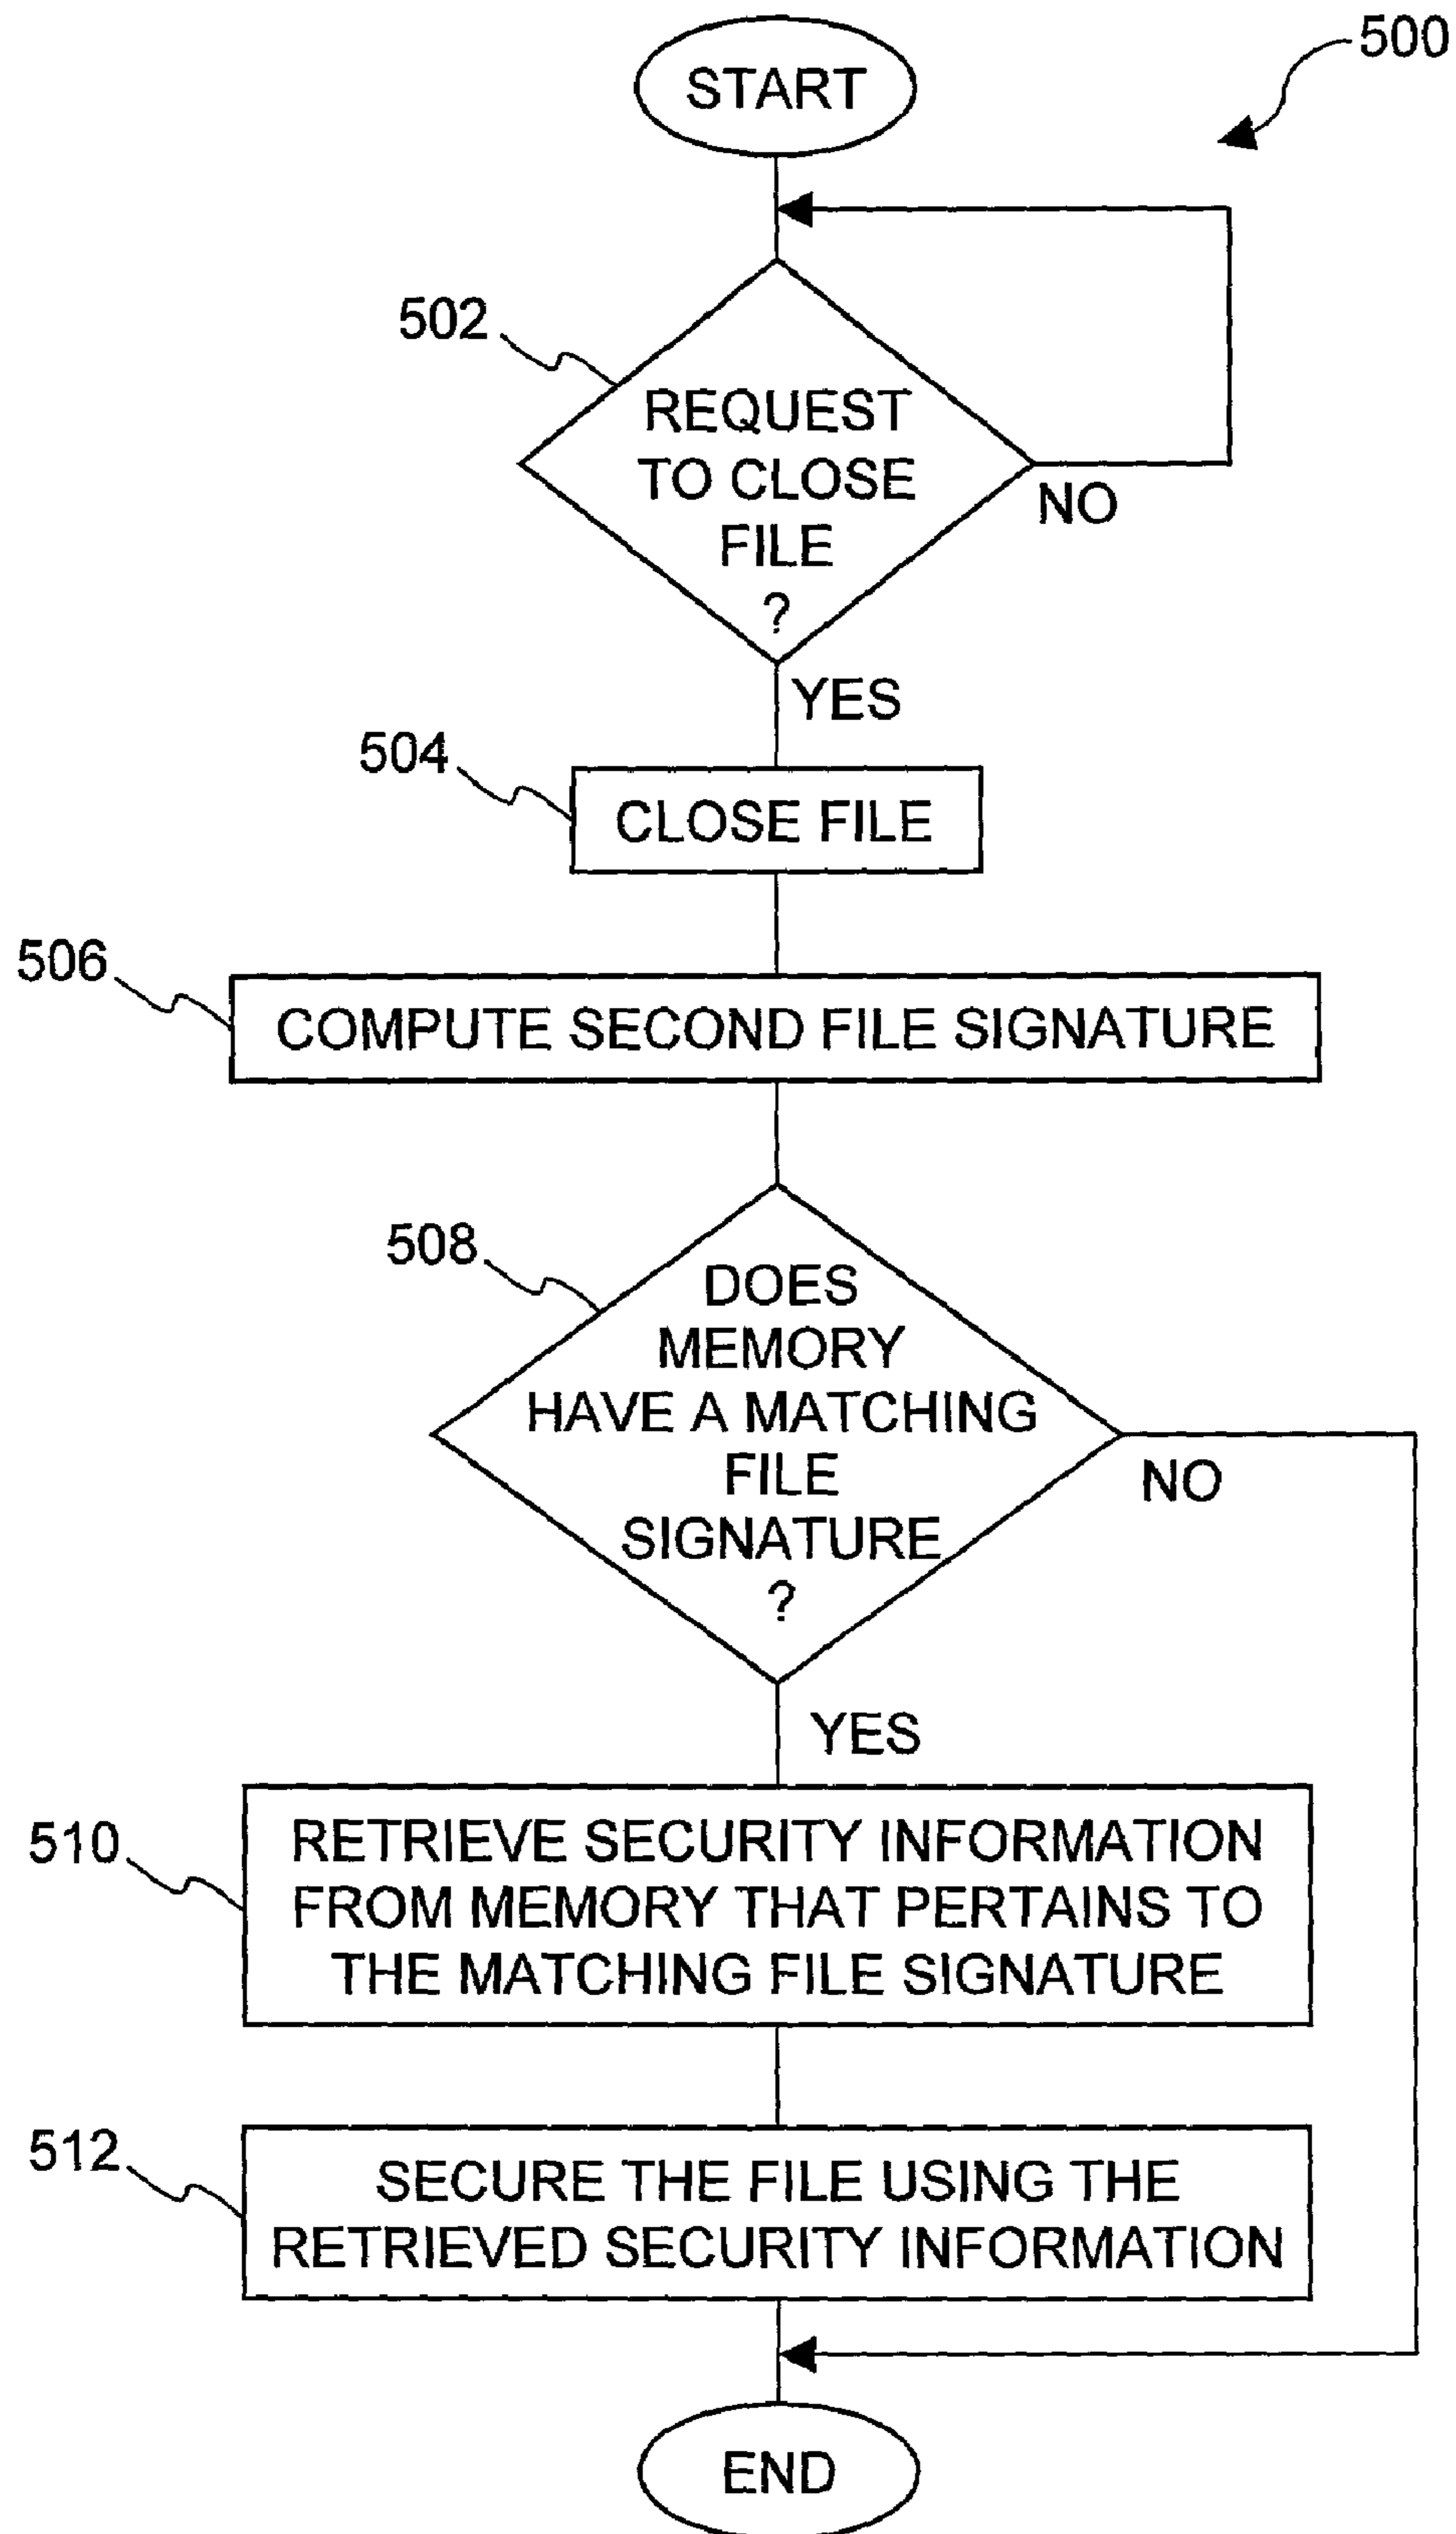 500
START
502
REQUEST
TO CLOSE
FILE
?
NO
YES
504
CLOSE FILE
506
COMPUTE SECOND FILE SIGNATURE
508
DOES
MEMORY
HAVE A MATCHING
FILE
SIGNATURE
?
NO
YES
510
RETRIEVE SECURITY INFORMATION
FROM MEMORY THAT PERTAINS TO
THE MATCHING FILE SIGNATURE
512
SECURE THE FILE USING THE
RETRIEVED SECURITY INFORMATION
END